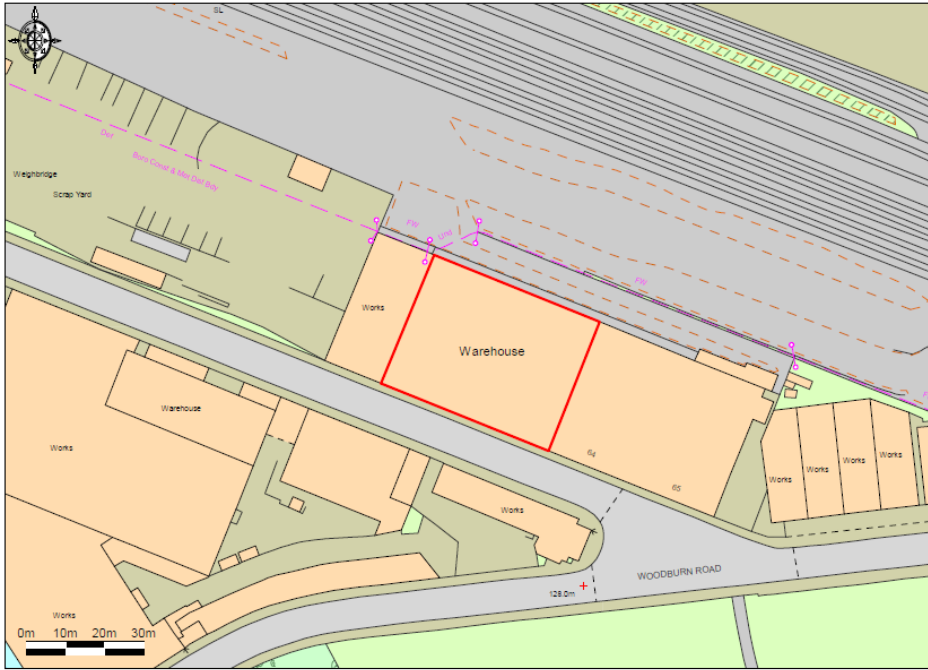 SL
Def
Boro Const & Met Dist Bdy
Weighbridge
Scrap Yard
FW
Und
FW
Works
Warehouse
Warehouse
Works
64
65
Works
Works
Works
Works
Works
WOODBURN ROAD
128.0m
Works
0m 10m 20m 30m